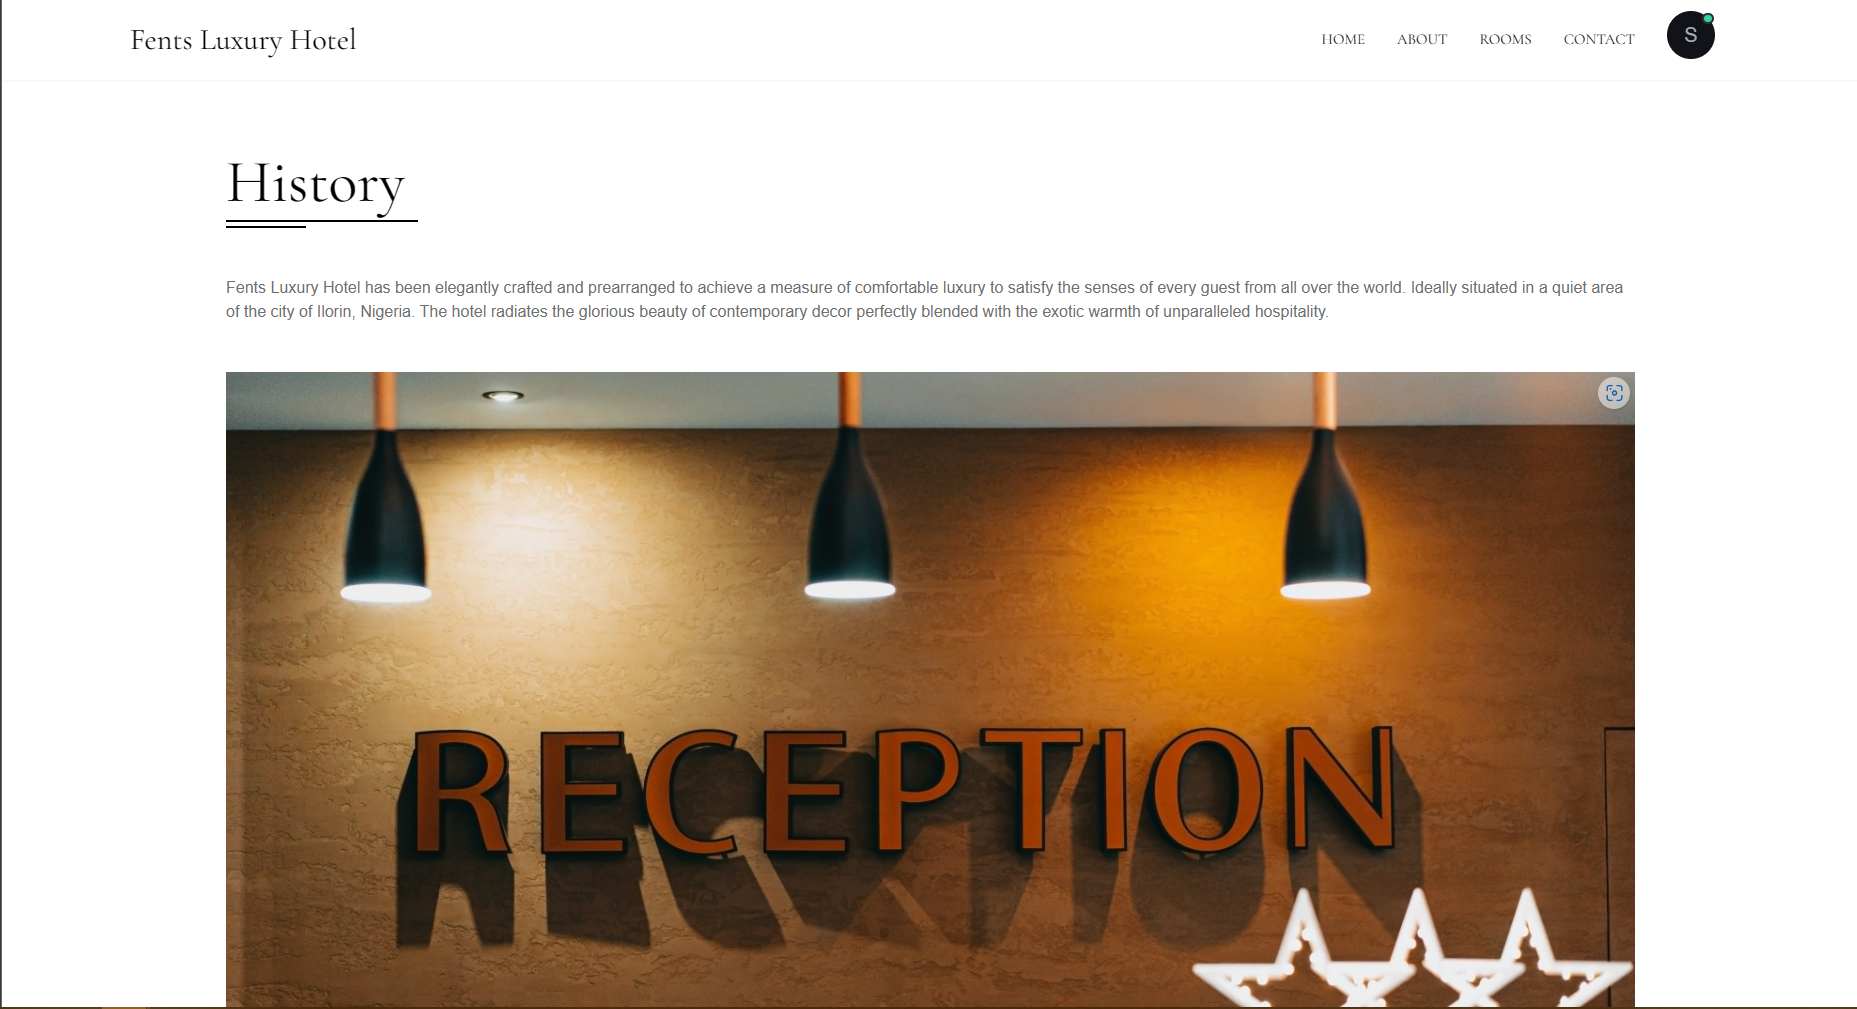 Fents Luxury Hotel
HOME ABOUT ROOMS CONTACT S
History
Fents Luxury Hotel has been elegantly crafted and prearranged to achieve a measure of comfortable luxury to satisfy the senses of every guest from all over the world. Ideally situated in a quiet area
of the city of Ilorin, Nigeria. The hotel radiates the glorious beauty of contemporary decor perfectly blended with the exotic warmth of unparalleled hospitality.
RECEPTION